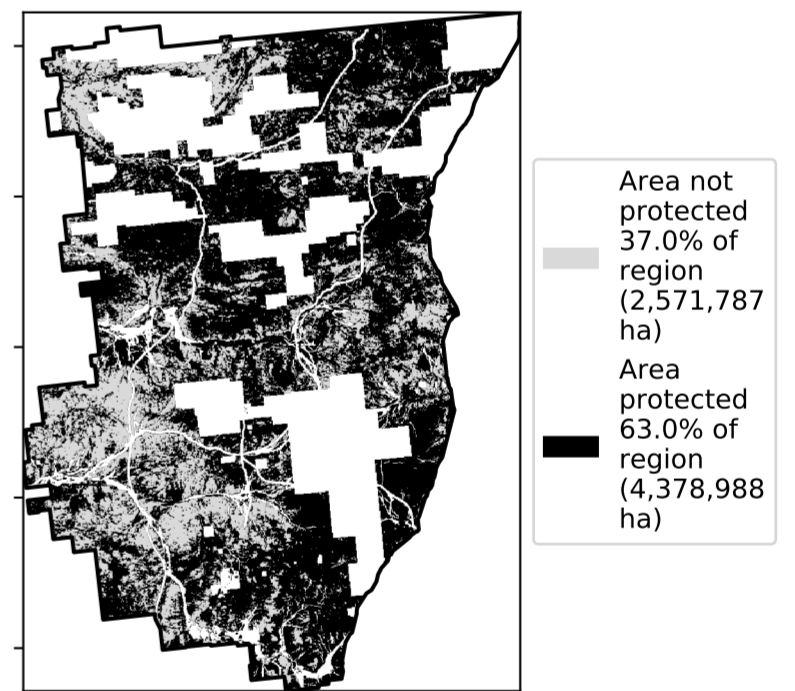 Area not
protected
37.0% of
region
(2,571,787
ha)
Area
protected
63.0% of
region
(4,378,988
ha)